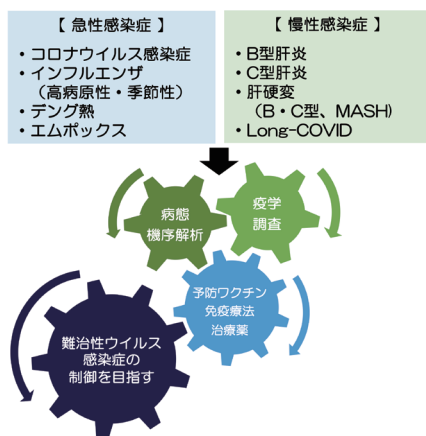 【 急性感染症 】
・コロナウイルス感染症
・インフルエンザ
（高病原性・季節性）
・デング熱
・エムポックス
【 慢性感染症 】
・B型肝炎
・C型肝炎
・肝硬変
（B・C型、MASH)
・Long-COVID
病態
機序解析
疫学
調査
予防ワクチン
免疫療法
治療薬
難治性ウイルス
感染症の
制御を目指す